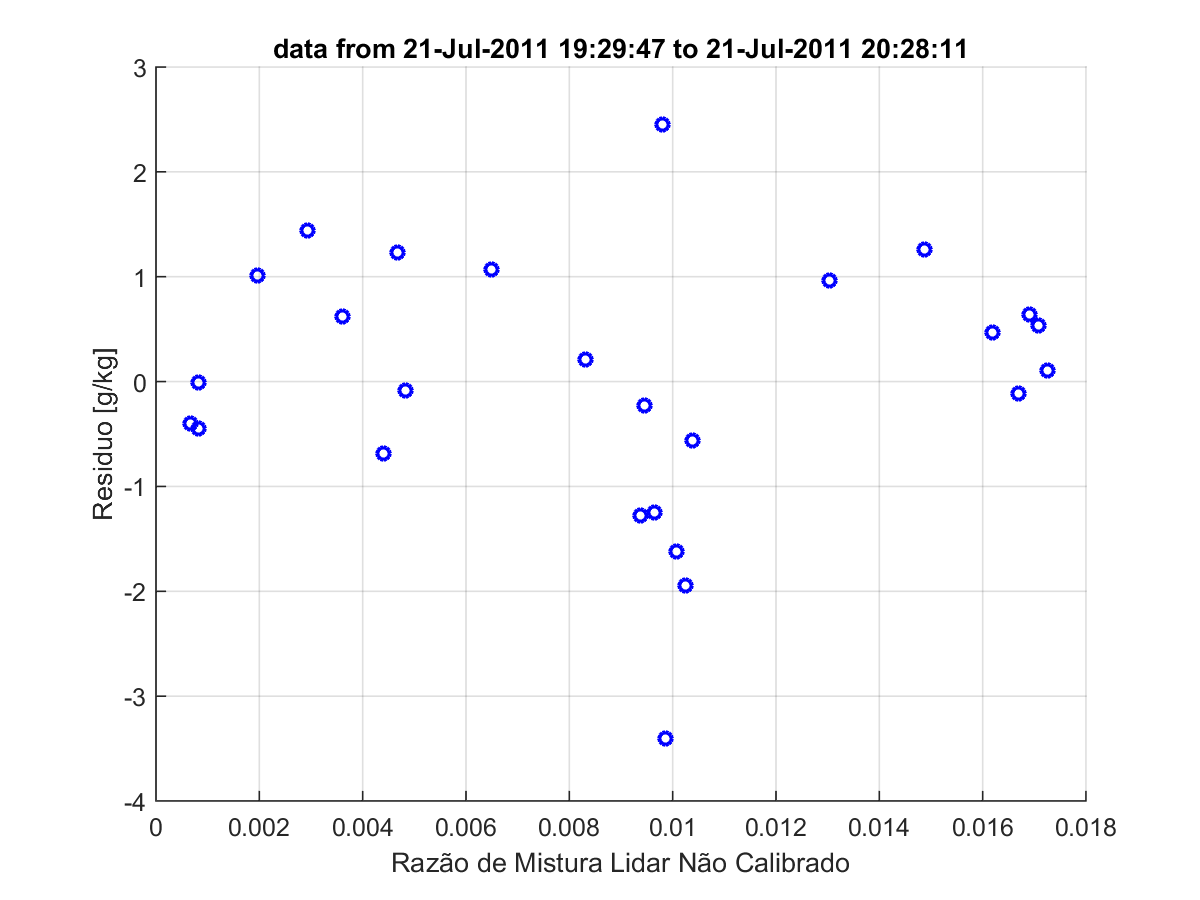 data from 21-Jul-2011 19:29:47 to 21-Jul-2011 20:28:11
3
2
1
0
-1
-2
-3
-4
Residuo [g/kg]
0 0.002 0.004 0.006 0.008 0.01 0.012 0.014 0.016 0.018
Razão de Mistura Lidar Não Calibrado